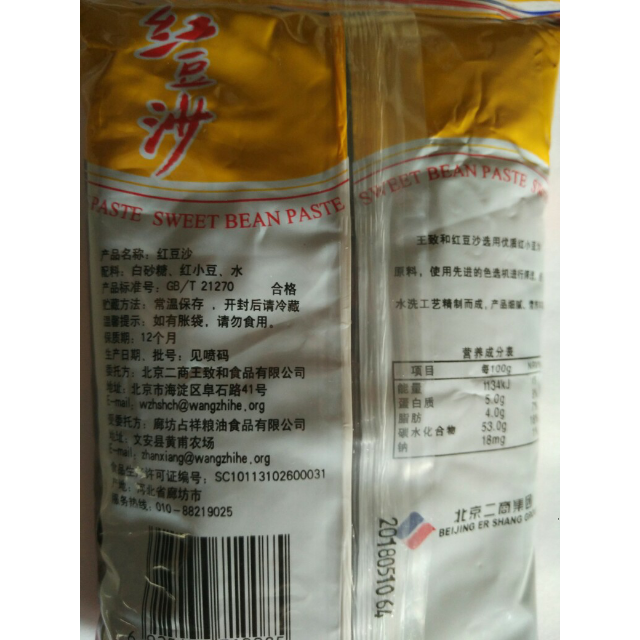 红豆沙
PASTE SWEET BEAN PASTE
SWEET BEAN PASTE
产品名称：红豆沙
配料：白砂糖、红小豆、水
产品标准号：GB/T 21270 合格
贮藏方法：常温保存，开封后请冷藏
温馨提示：如有胀袋，请勿食用。
保质期：12个月
生产日期、批号：见喷码
委托方：北京二商王致和食品有限公司
地址：北京市海淀区阜石路41号
E-mail：wzhshch@wangzhihe.org
受委托方：廊坊占祥粮油食品有限公司
地址：文安县黄甫农场
E-mail：zhanxiang@wangzhihe.org
食品生产许可证编号：SC10113102600031
产地：河北省廊坊市
服务热线：010-88219025
王致和红豆沙选用优质红小豆
原料，使用先进的色选机进行
水洗工艺精制而成，产品细腻、
营养成分表
项目 每100g
能量 1134kJ
蛋白质 5.0g
脂肪 4.0g
碳水化合物 53.0g
钠 18mg
北京二商集团
BEIJING ER SHANG
20180510 64